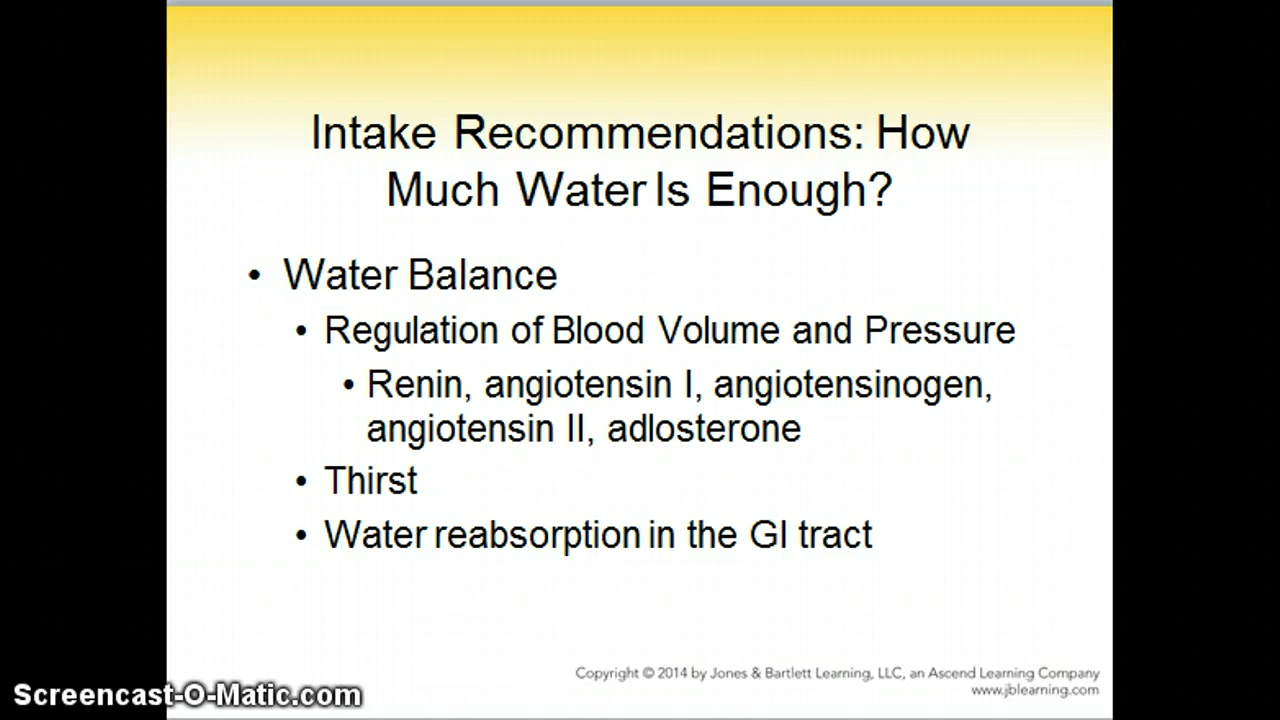 Intake Recommendations: How
Much Water Is Enough?
• Water Balance
• Regulation of Blood Volume and Pressure
• Renin, angiotensin I, angiotensinogen,
angiotensin II, adlosterone
• Thirst
• Water reabsorption in the GI tract
Copyright © 2014 by Jones & Bartlett Learning, LLC, an Ascend Learning Company
www.jblearning.com
Screencast-O-Matic.com